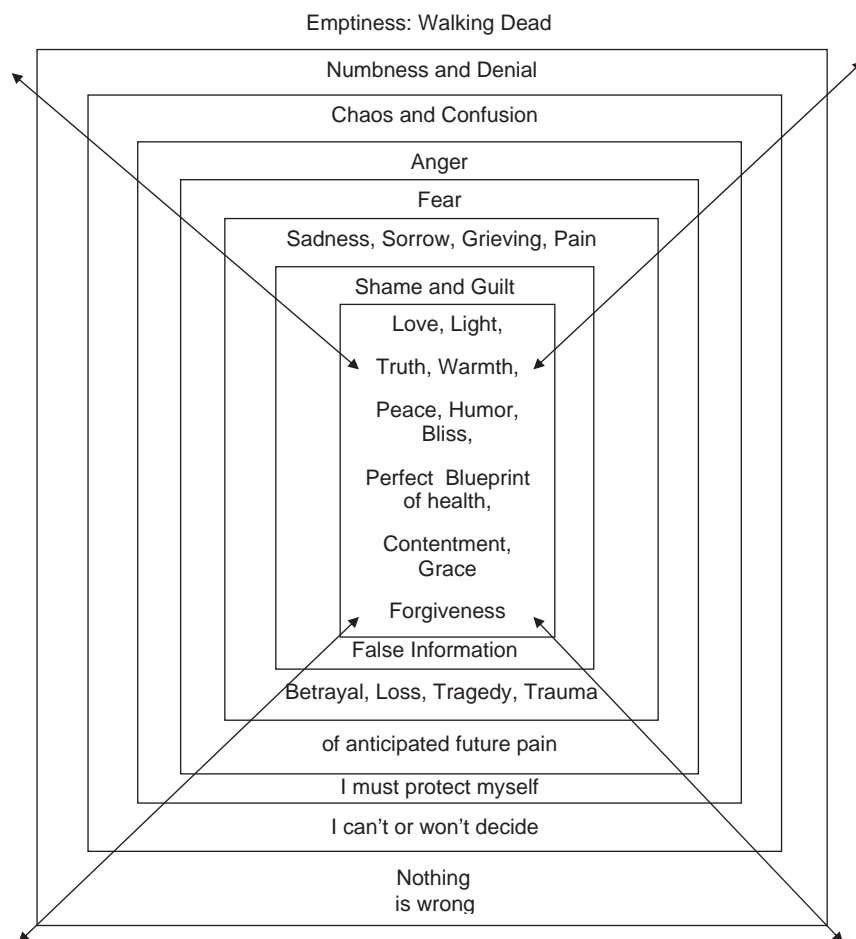 Emptiness: Walking Dead
Numbness and Denial
Chaos and Confusion
Anger
Fear
Sadness, Sorrow, Grieving, Pain
Shame and Guilt
Love, Light,
Truth, Warmth,
Peace, Humor,
Bliss,
Perfect Blueprint
of health,
Contentment,
Grace
Forgiveness
False Information
Betrayal, Loss, Tragedy, Trauma
of anticipated future pain
I must protect myself
I can't or won't decide
Nothing
is wrong